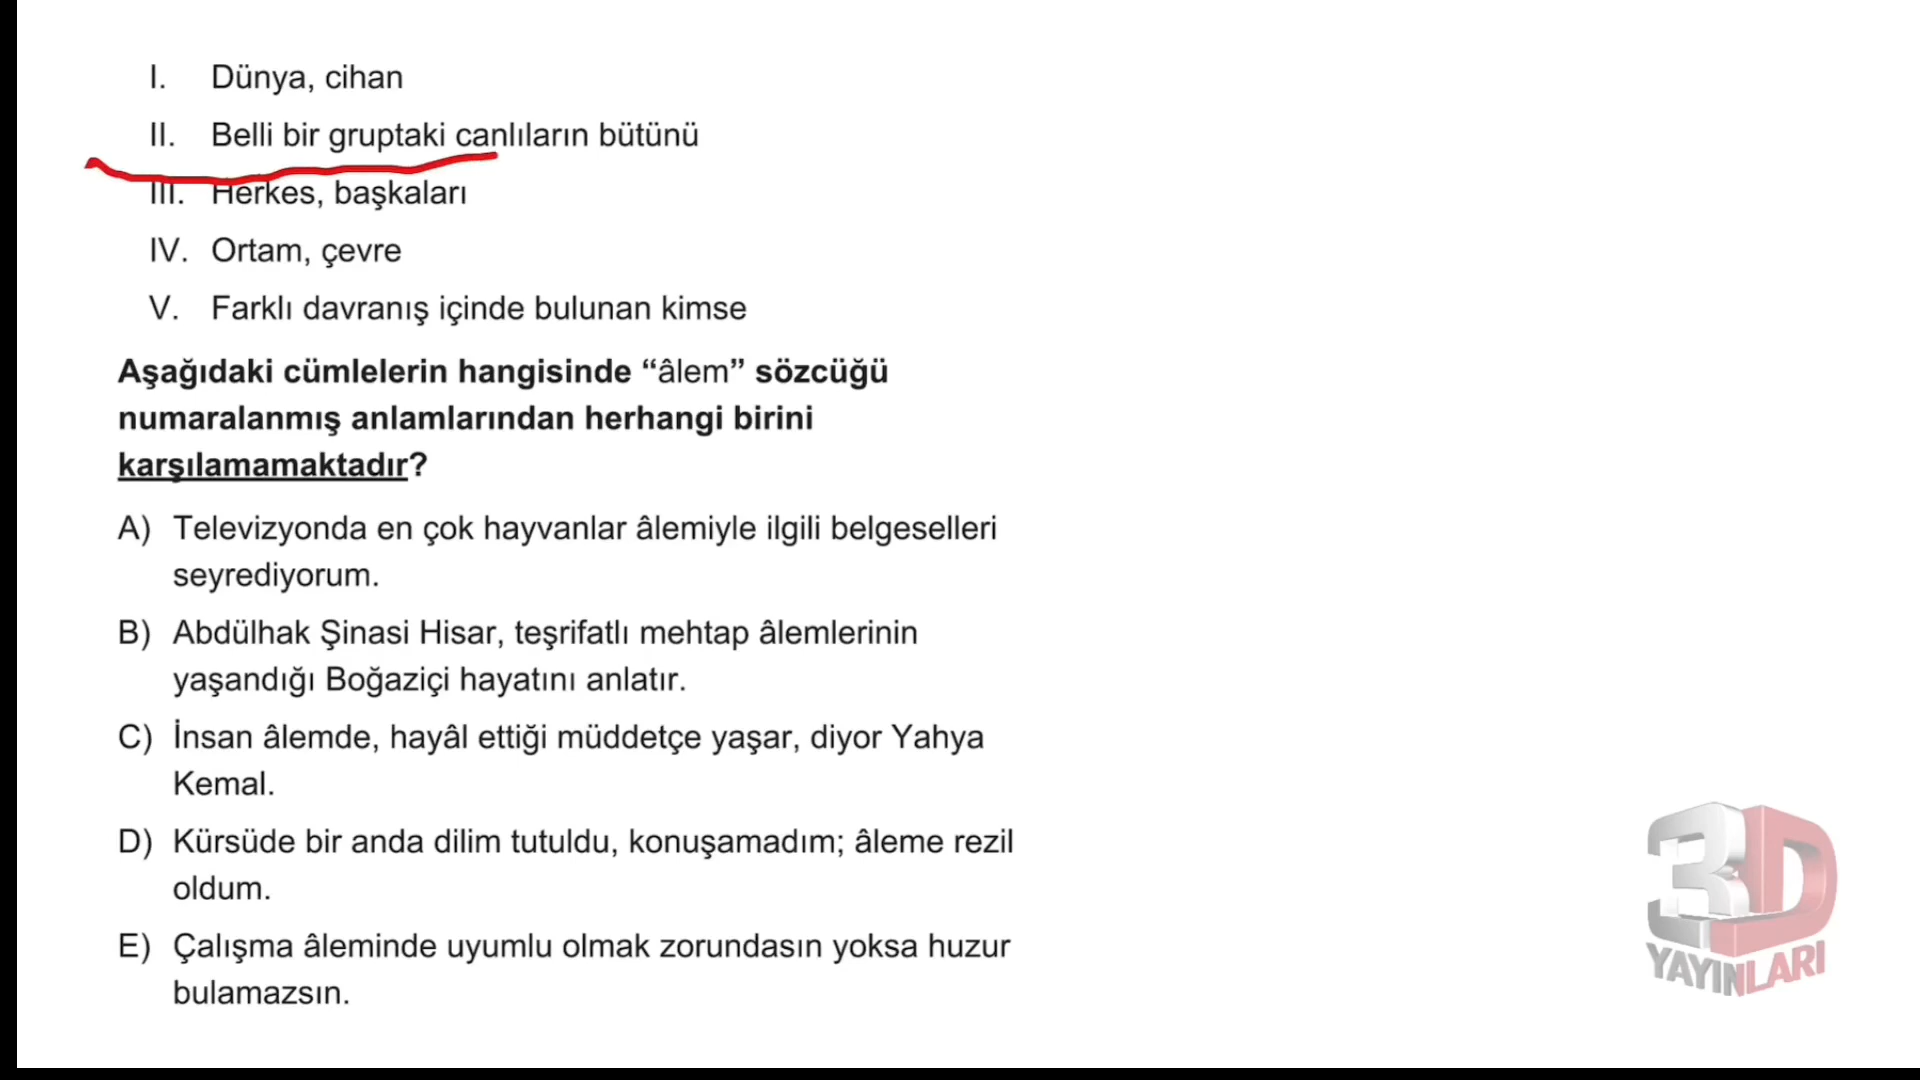 I. Dünya, cihan
II. Belli bir gruptaki canlıların bütünü
III. Herkes, başkaları
IV. Ortam, çevre
V. Farklı davranış içinde bulunan kimse
Aşağıdaki cümlelerin hangisinde “âlem” sözcüğü
numaralanmış anlamlarından herhangi birini
karşılamamaktadır?
A) Televizyonda en çok hayvanlar âlemiyle ilgili belgeselleri
seyrediyorum.
B) Abdülhak Şinasi Hisar, teşrifatlı mehtap âlemlerinin
yaşandığı Boğaziçi hayatını anlatır.
C) İnsan âlemde, hayâl ettiği müddetçe yaşar, diyor Yahya
Kemal.
D) Kürsüde bir anda dilim tutuldu, konuşamadım; âleme rezil
oldum.
E) Çalışma âleminde uyumlu olmak zorundasın yoksa huzur
bulamazsın.
3D
YAYINLARI